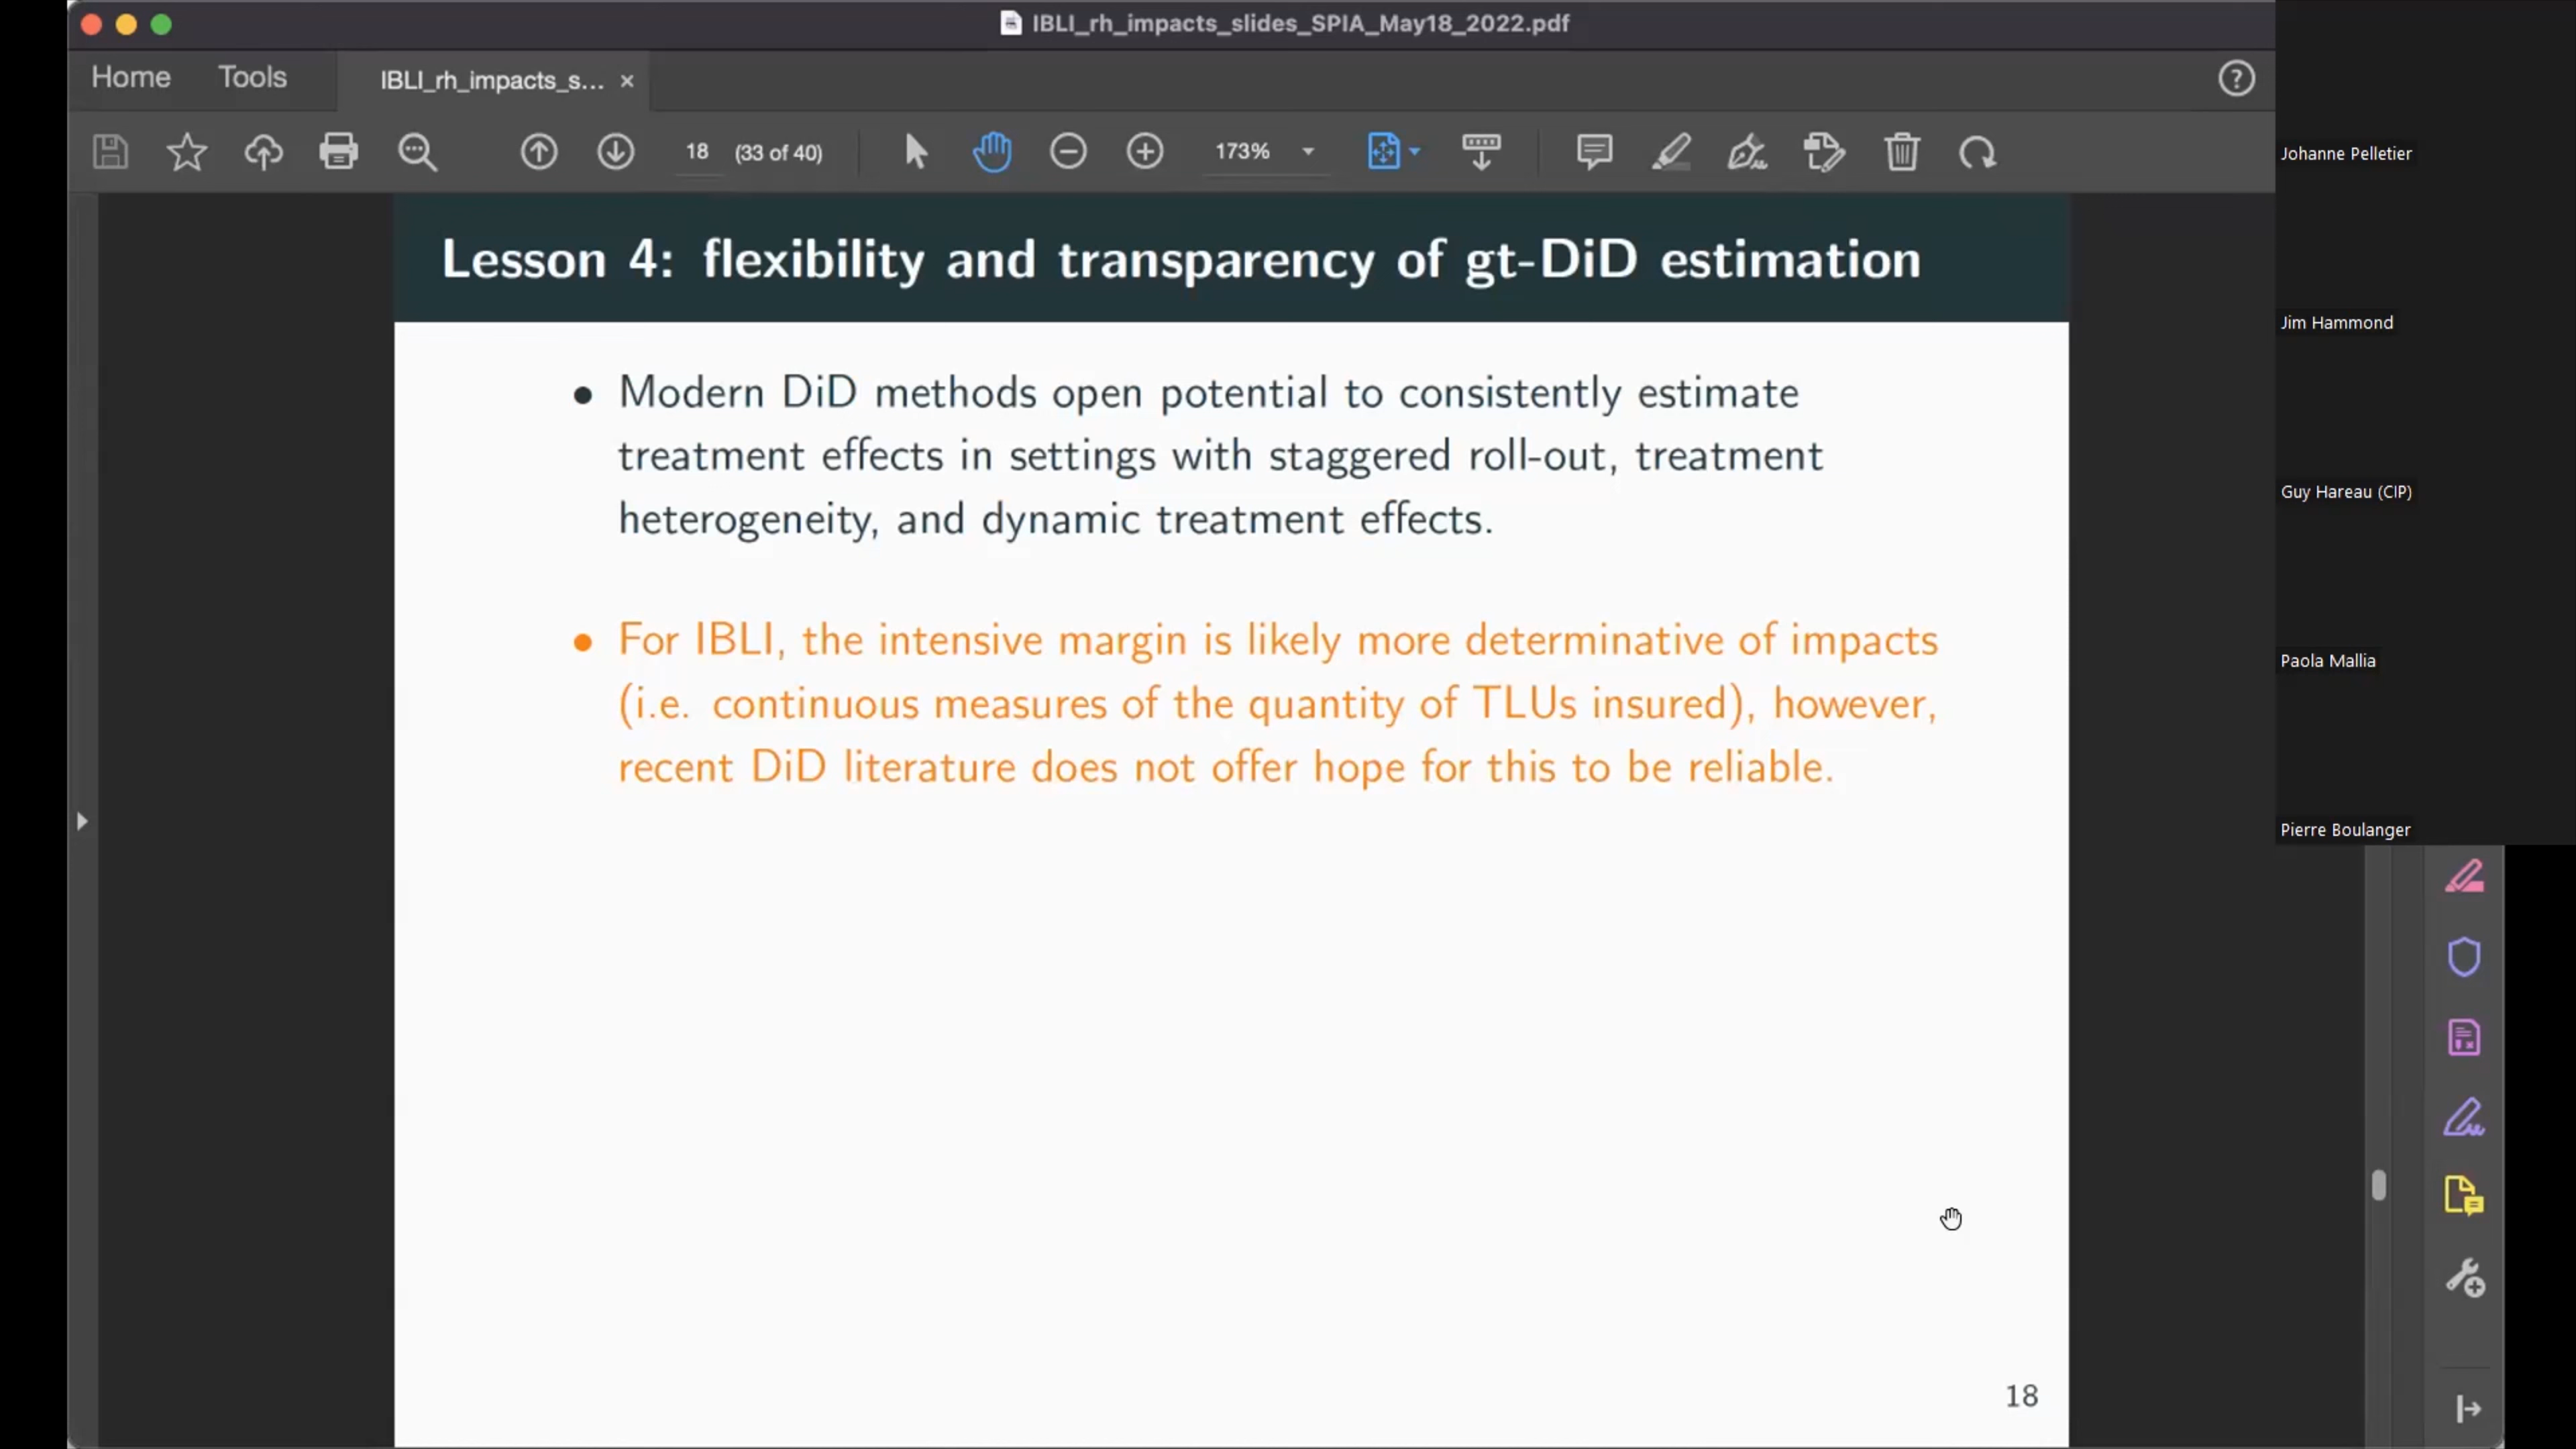 IBLI_rh_impacts_slides_SPIA_May18_2022.pdf
Home Tools IBLI_rh_impacts_s... ×
18 (33 of 40) 173%
Lesson 4: flexibility and transparency of gt-DiD estimation
• Modern DiD methods open potential to consistently estimate
treatment effects in settings with staggered roll-out, treatment
heterogeneity, and dynamic treatment effects.
• For IBLI, the intensive margin is likely more determinative of impacts
(i.e. continuous measures of the quantity of TLUs insured), however,
recent DiD literature does not offer hope for this to be reliable.
18
Johanne Pelletier
Jim Hammond
Guy Hareau (CIP)
Paola Mallia
Pierre Boulanger